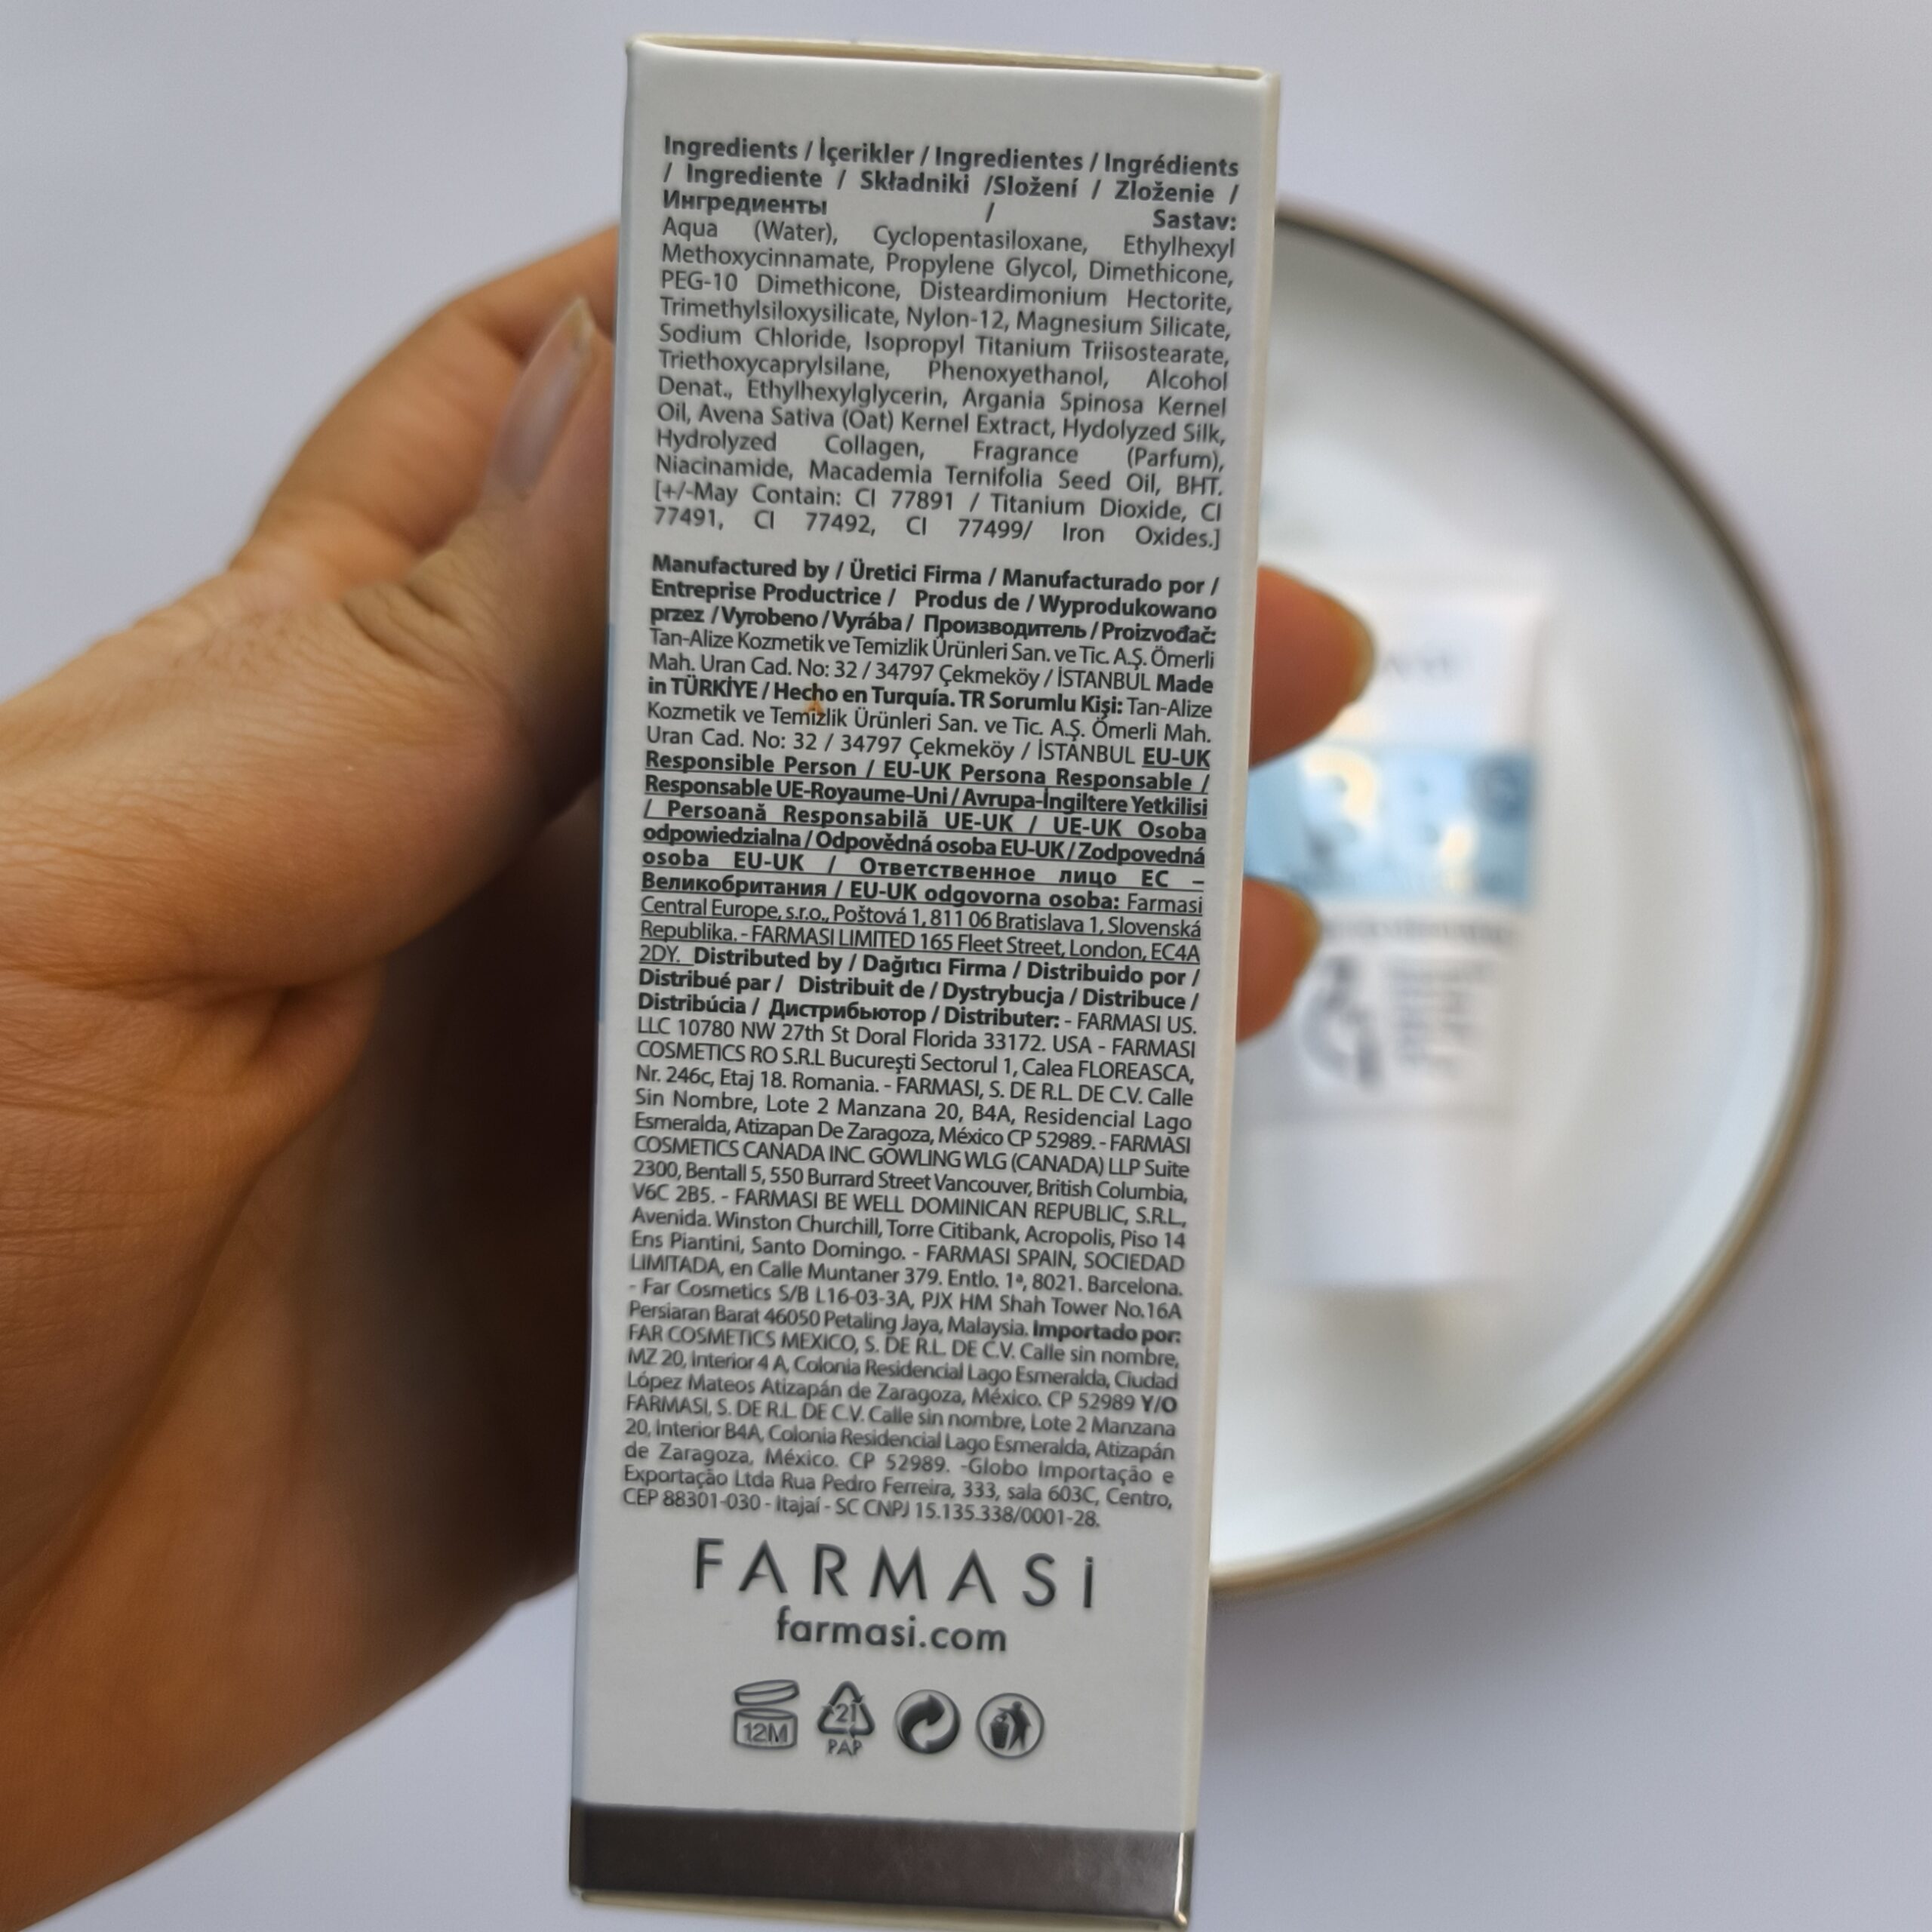 Ingredients / İçerikler / Ingredientes / Ingrédients
/ Ingrediente / Składniki /Složení / Zloženie /
Ингредиенты / Sastav:
Aqua (Water), Cyclopentasiloxane, Ethylhexyl
Methoxycinnamate, Propylene Glycol, Dimethicone,
PEG-10 Dimethicone, Disteardimonium Hectorite,
Trimethylsiloxysilicate, Nylon-12, Magnesium Silicate,
Sodium Chloride, Isopropyl Titanium Triisostearate,
Triethoxycaprylsilane, Phenoxyethanol, Alcohol
Denat., Ethylhexylglycerin, Argania Spinosa Kernel
Oil, Avena Sativa (Oat) Kernel Extract, Hydolyzed Silk,
Hydrolyzed Collagen, Fragrance (Parfum),
Niacinamide, Macademia Ternifolia Seed Oil, BHT.
[+/-May Contain: CI 77891 / Titanium Dioxide, CI
77491, CI 77492, CI 77499/ Iron Oxides.]
Manufactured by / Üretici Firma / Manufacturado por /
Entreprise Productrice / Produs de / Wyprodukowano
przez / Vyrobeno / Vyrába / Производитель / Proizvođač:
Tan-Alize Kozmetik ve Temizlik Ürünleri San. ve Tic. A.Ş. Ömerli
Mah. Uran Cad. No: 32 / 34797 Çekmeköy / İSTANBUL Made
in TÜRKİYE / Hecho en Turquía. TR Sorumlu Kişi: Tan-Alize
Kozmetik ve Temizlik Ürünleri San. ve Tic. A.Ş. Ömerli Mah.
Uran Cad. No: 32 / 34797 Çekmeköy / İSTANBUL EU-UK
Responsible Person / EU-UK Persona Responsable /
Responsable UE-Royaume-Uni / Avrupa-İngiltere Yetkilisi
/ Persoană Responsabilă UE-UK / UE-UK Osoba
odpowiedzialna / Odpovědná osoba EU-UK / Zodpovedná
osoba EU-UK / Ответственное лицо ЕС –
Великобритания / EU-UK odgovorna osoba: Farmasi
Central Europe, s.r.o., Poštová 1, 811 06 Bratislava 1, Slovenská
Republika. - FARMASI LIMITED 165 Fleet Street, London, EC4A
2DY. Distributed by / Dağıtıcı Firma / Distribuido por /
Distribué par / Distribuit de / Dystrybucja / Distribuce /
Distribúcia / Дистрибьютор / Distributer: - FARMASI US.
LLC 10780 NW 27th St Doral Florida 33172. USA - FARMASI
COSMETICS RO S.R.L Bucureşti Sectorul 1, Calea FLOREASCA,
Nr. 246c, Etaj 18. Romania. - FARMASI, S. DE R.L. DE C.V. Calle
Sin Nombre, Lote 2 Manzana 20, B4A, Residencial Lago
Esmeralda, Atizapan De Zaragoza, México CP 52989. - FARMASI
COSMETICS CANADA INC. GOWLING WLG (CANADA) LLP Suite
2300, Bentall 5, 550 Burrard Street Vancouver, British Columbia,
V6C 2B5. - FARMASI BE WELL DOMINICAN REPUBLIC, S.R.L.,
Avenida. Winston Churchill, Torre Citibank, Acropolis, Piso 14
Ens Piantini, Santo Domingo. - FARMASI SPAIN, SOCIEDAD
LIMITADA, en Calle Muntaner 379. Entlo. 1ª, 8021. Barcelona.
- Far Cosmetics S/B L16-03-3A, PJX HM Shah Tower No.16A
Persiaran Barat 46050 Petaling Jaya, Malaysia. Importado por:
FAR COSMETICS MEXICO, S. DE R.L. DE C.V. Calle sin nombre,
MZ 20, Interior 4 A, Colonia Residencial Lago Esmeralda, Ciudad
López Mateos Atizapán de Zaragoza, México. CP 52989 Y/O
FARMASI, S. DE R.L. DE C.V. Calle sin nombre, Lote 2 Manzana
20, Interior B4A, Colonia Residencial Lago Esmeralda, Atizapán
de Zaragoza, México. CP 52989. -Globo Importação e
Exportação Ltda Rua Pedro Ferreira, 333, sala 603C, Centro,
CEP 88301-030 - Itajaí - SC CNPJ 15.135.338/0001-28.
FARMASİ
farmasi.com
12M
21
PAP